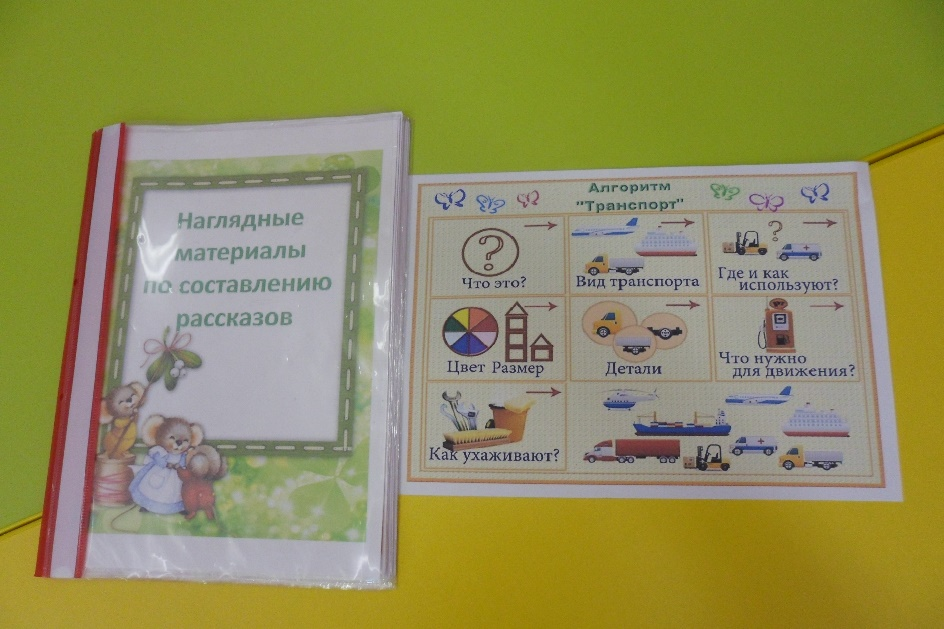 Наглядные
материалы
по составлению
рассказов
Алгоритм
"Транспорт"
Что это?
Вид транспорта
Где и как
используют?
Цвет Размер
Детали
Что нужно
для движения?
Как ухаживают?